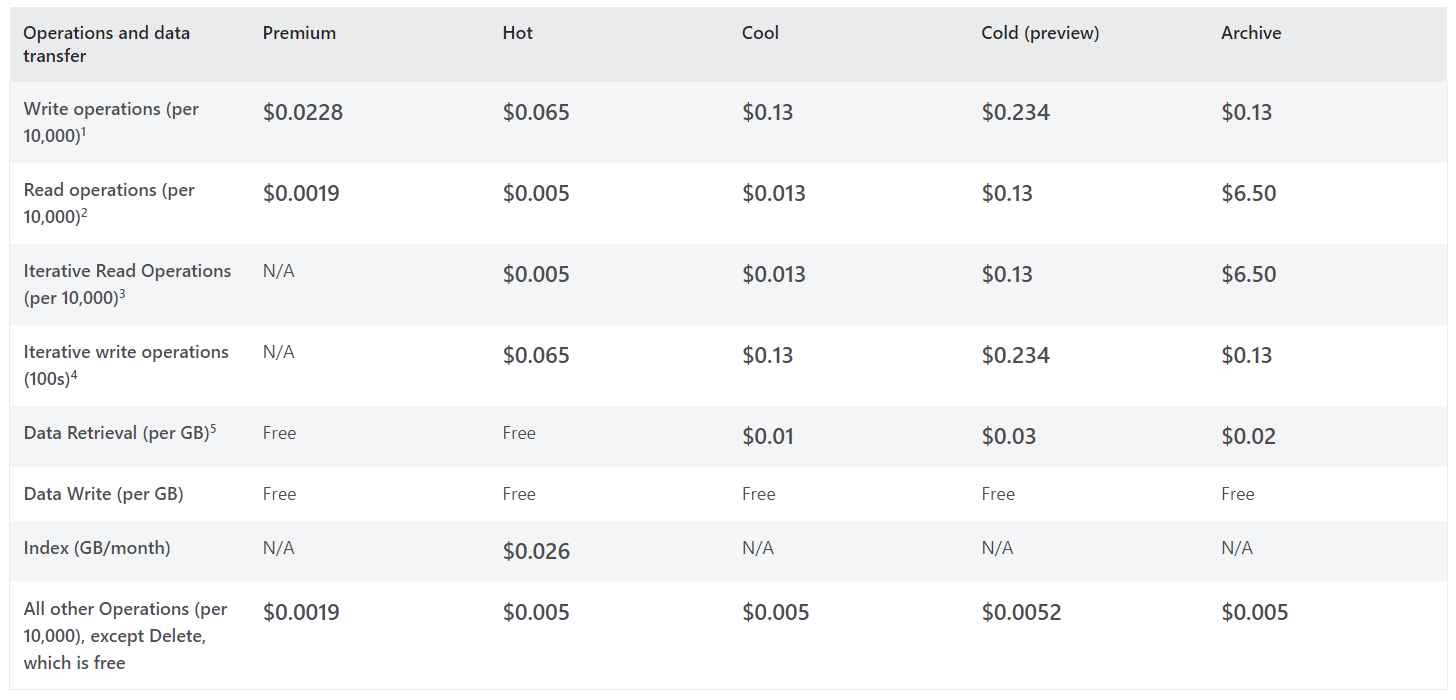 Operations and data Premium Hot Cool Cold (preview) Archive
transfer
Write operations (per $0.0228 $0.065 $0.13 $0.234 $0.13
10,000)¹
Read operations (per $0.0019 $0.005 $0.013 $0.13 $6.50
10,000)²
Iterative Read Operations N/A $0.005 $0.013 $0.13 $6.50
(per 10,000)³
Iterative write operations N/A $0.065 $0.13 $0.234 $0.13
(100s)⁴
Data Retrieval (per GB)⁵ Free Free $0.01 $0.03 $0.02
Data Write (per GB) Free Free Free Free Free
Index (GB/month) N/A $0.026 N/A N/A N/A
All other Operations (per $0.0019 $0.005 $0.005 $0.0052 $0.005
10,000), except Delete,
which is free